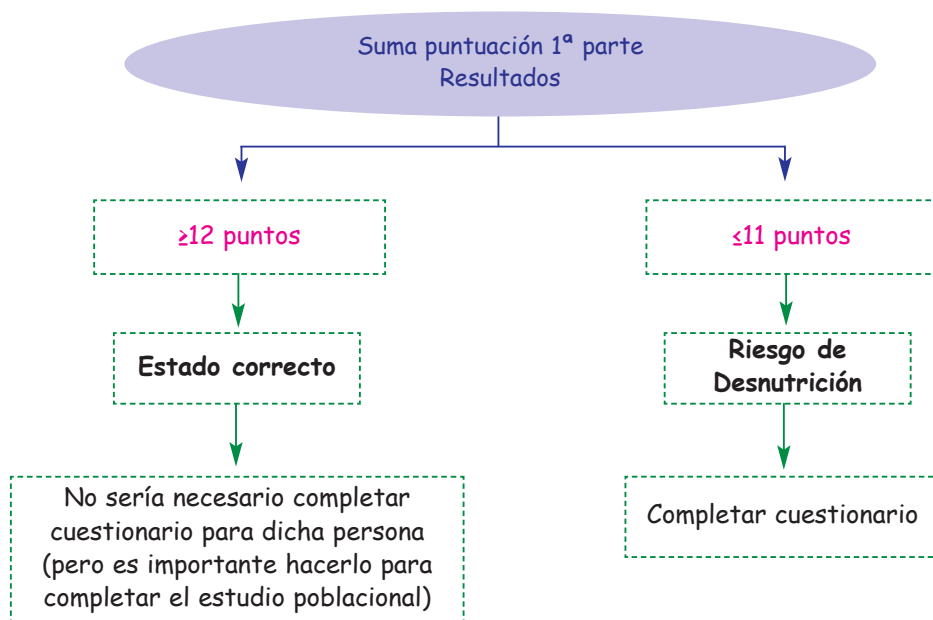 Suma puntuación 1ª parte
Resultados
≥12 puntos
≤11 puntos
Estado correcto
Riesgo de
Desnutrición
No sería necesario completar
cuestionario para dicha persona
(pero es importante hacerlo para
completar el estudio poblacional)
Completar cuestionario